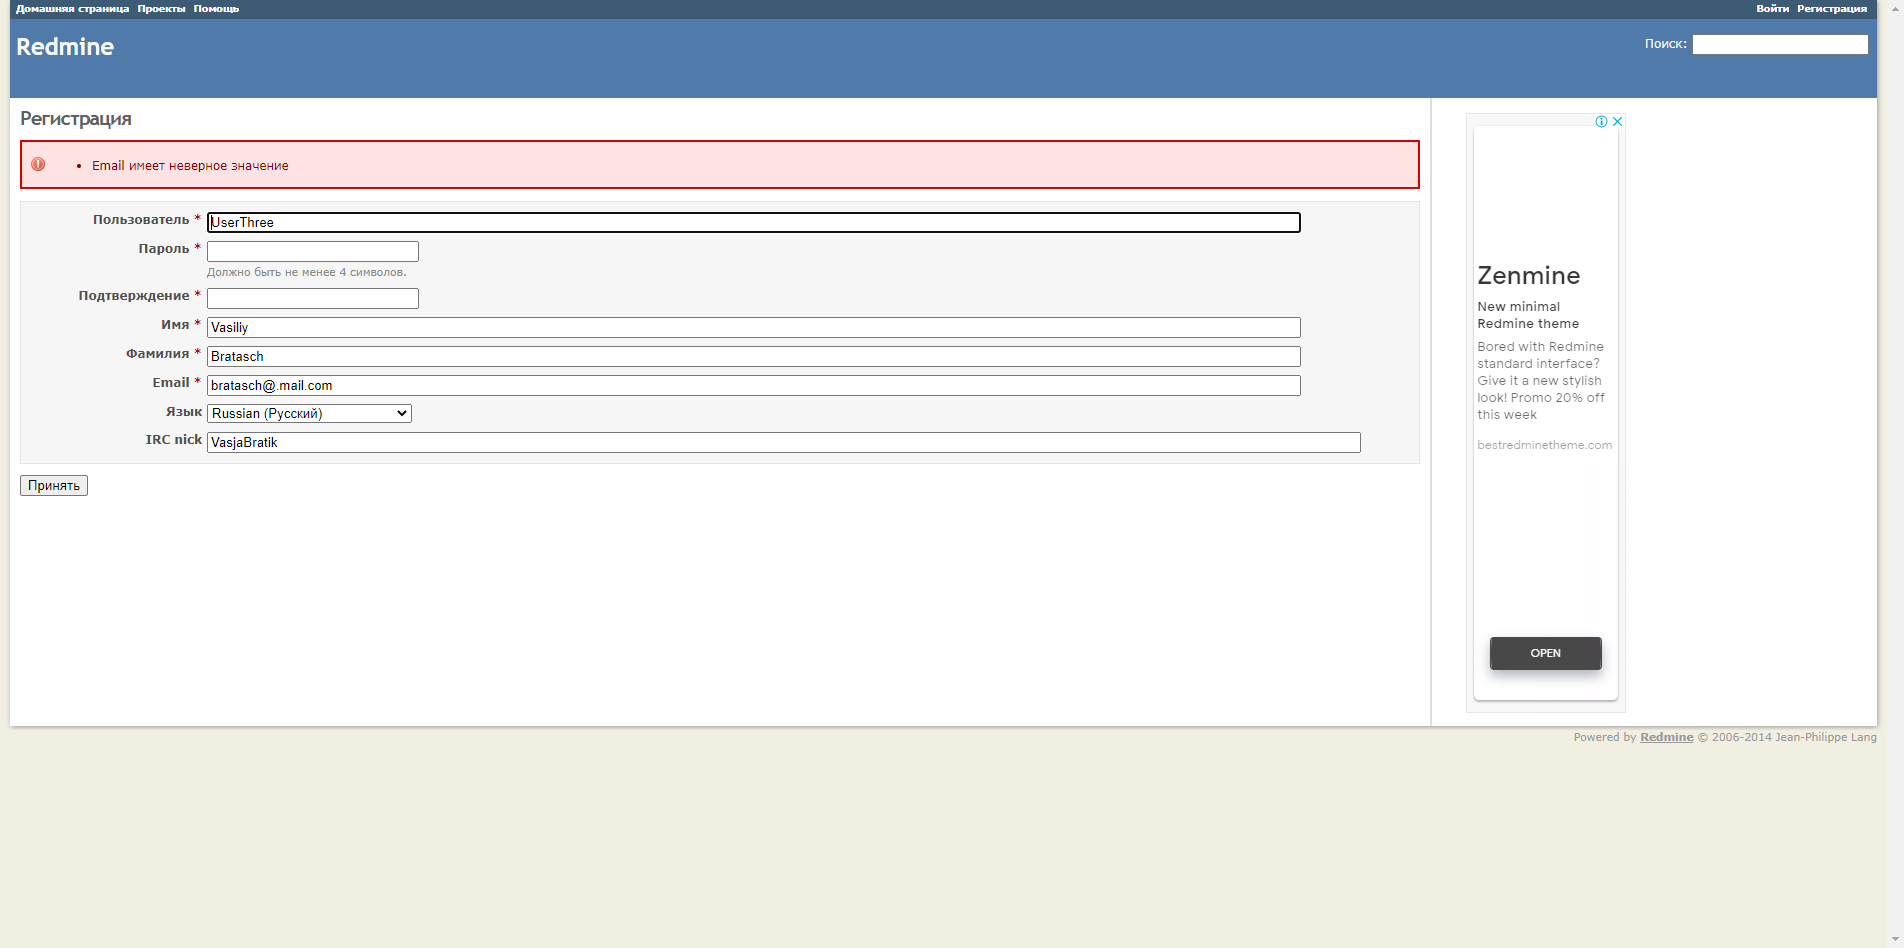 Домашняя страница Проекты Помощь Войти Регистрация
Redmine
Поиск:
Регистрация
Email имеет неверное значение
Пользователь * UserThree
Пароль *
Должно быть не менее 4 символов.
Подтверждение *
Имя * Vasiliy
Фамилия * Bratasch
Email * bratasch@.mail.com
Язык Russian (Русский)
IRC nick VasjaBratik
Принять
Zenmine
New minimal
Redmine theme
Bored with Redmine
standard interface?
Give it a new stylish
look! Promo 20% off
this week
bestredminetheme.com
OPEN
Powered by Redmine © 2006-2014 Jean-Philippe Lang